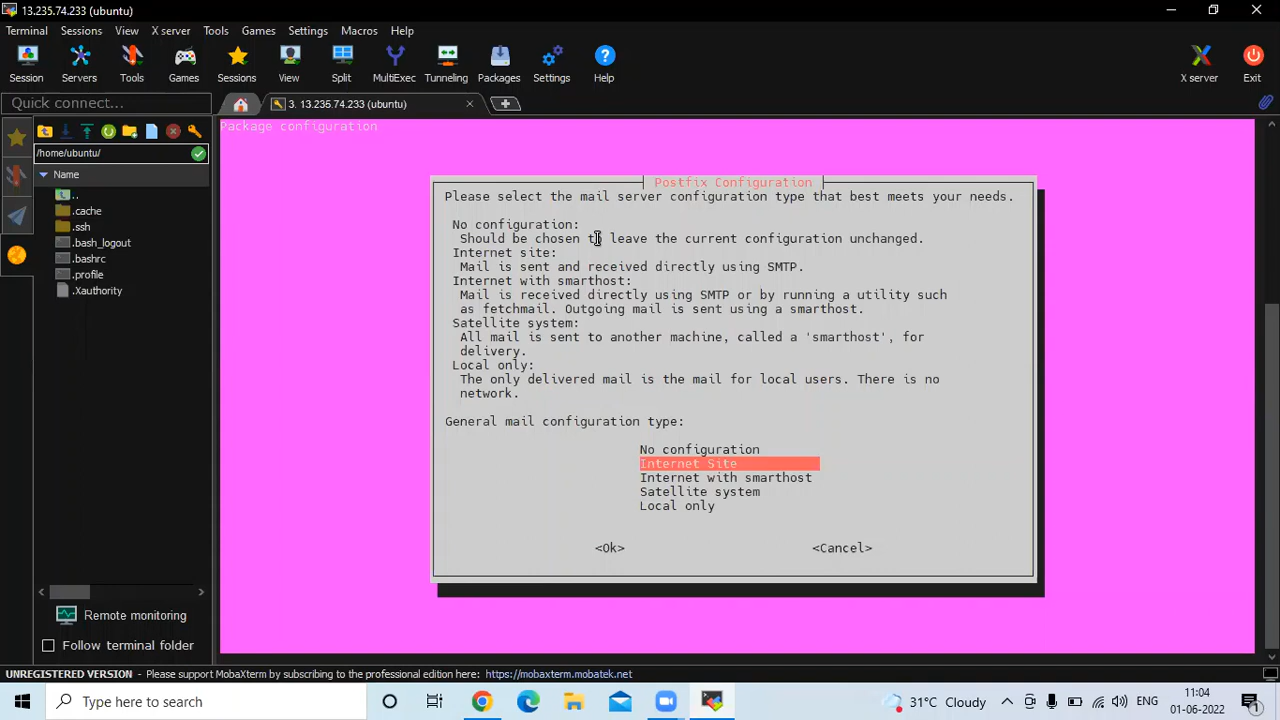 13.235.74.233 (ubuntu)
Terminal Sessions View X server Tools Games Settings Macros Help
Session Servers Tools Games Sessions View Split MultiExec Tunneling Packages Settings Help X server Exit
Quick connect...
3. 13.235.74.233 (ubuntu)
/home/ubuntu/
Name
..
.cache
.ssh
.bash_logout
.bashrc
.profile
.Xauthority
Remote monitoring
Follow terminal folder
Package configuration
Postfix Configuration
Please select the mail server configuration type that best meets your needs.
No configuration:
Should be chosen to leave the current configuration unchanged.
Internet site:
Mail is sent and received directly using SMTP.
Internet with smarthost:
Mail is received directly using SMTP or by running a utility such
as fetchmail. Outgoing mail is sent using a smarthost.
Satellite system:
All mail is sent to another machine, called a 'smarthost', for
delivery.
Local only:
The only delivered mail is the mail for local users. There is no
network.
General mail configuration type:
No configuration
Internet Site
Internet with smarthost
Satellite system
Local only
<Ok> <Cancel>
UNREGISTERED VERSION - Please support MobaXterm by subscribing to the professional edition here: https://mobaxterm.mobatek.net
Type here to search
31°C Cloudy
ENG
11:04
01-06-2022
1